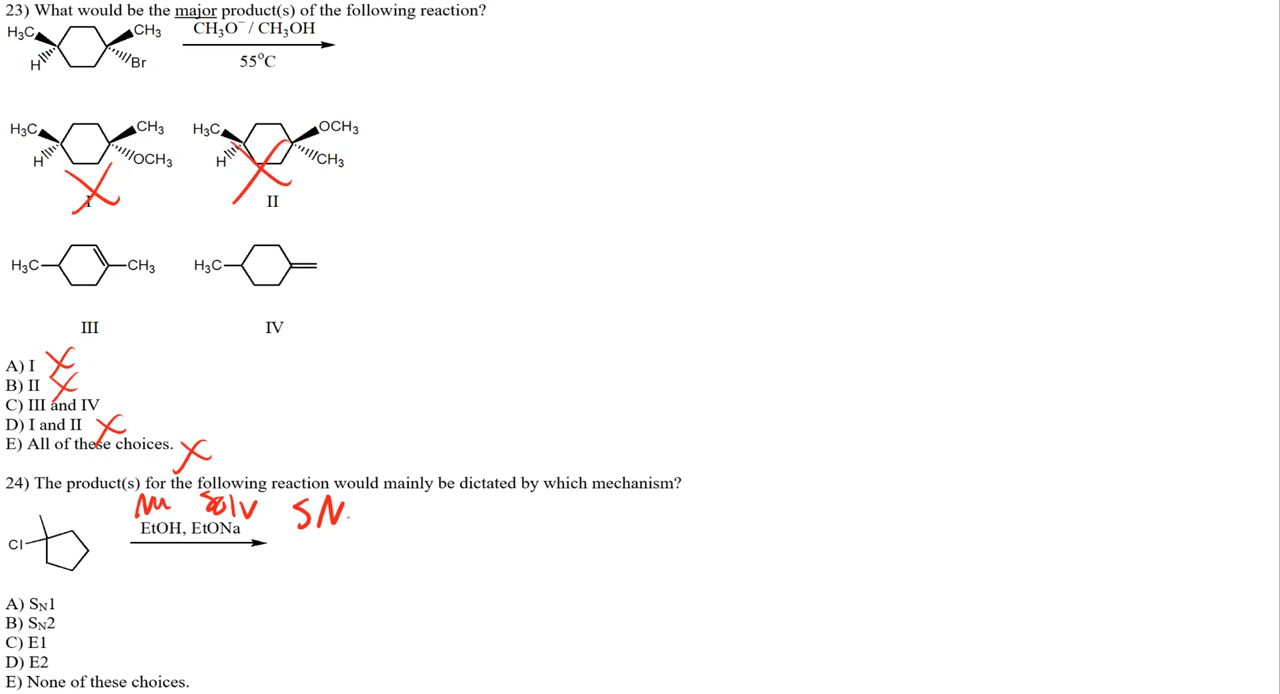 23) What would be the major product(s) of the following reaction?
H₃C CH₃ CH₃O⁻ / CH₃OH
H Br 55°C
H₃C CH₃ H₃C OCH₃
H OCH₃ H CH₃
I II
H₃C CH₃ H₃C
III IV
A) I
B) II
C) III and IV
D) I and II
E) All of these choices.
24) The product(s) for the following reaction would mainly be dictated by which mechanism?
Nu Solv SN
EtOH, EtONa
Cl
A) SN1
B) SN2
C) E1
D) E2
E) None of these choices.